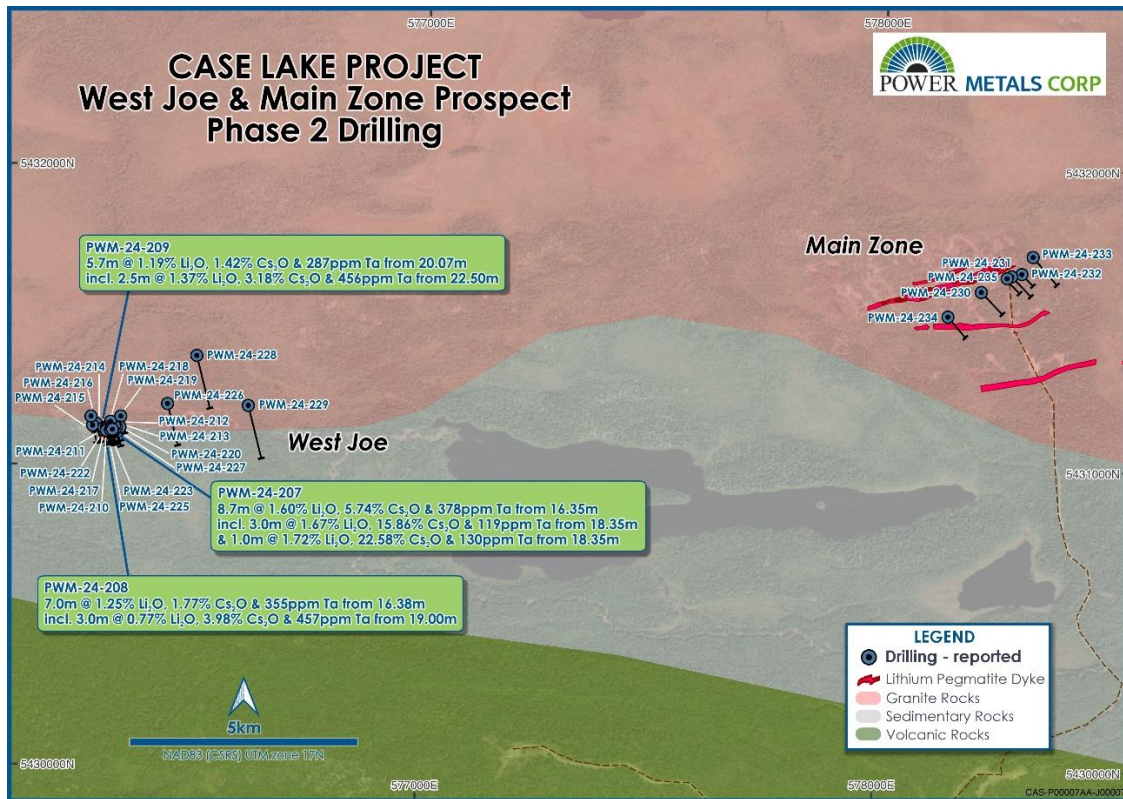 577000E
578000E
CASE LAKE PROJECT
West Joe & Main Zone Prospect
Phase 2 Drilling
POWER METALS CORP
5432000N
5432000N
PWM-24-209
5.7m @ 1.19% Li₂O, 1.42% Cs₂O & 287ppm Ta from 20.07m
incl. 2.5m @ 1.37% Li₂O, 3.18% Cs₂O & 456ppm Ta from 22.50m
Main Zone
PWM-24-233
PWM-24-231
PWM-24-232
PWM-24-235
PWM-24-230
PWM-24-234
PWM-24-228
PWM-24-214
PWM-24-218
PWM-24-216
PWM-24-219
PWM-24-215
PWM-24-226
PWM-24-229
PWM-24-212
PWM-24-213
West Joe
PWM-24-211
PWM-24-220
PWM-24-222
PWM-24-227
PWM-24-217
PWM-24-223
PWM-24-210
PWM-24-225
5431000N
PWM-24-207
8.7m @ 1.60% Li₂O, 5.74% Cs₂O & 378ppm Ta from 16.35m
incl. 3.0m @ 1.67% Li₂O, 15.86% Cs₂O & 119ppm Ta from 18.35m
& 1.0m @ 1.72% Li₂O, 22.58% Cs₂O & 130ppm Ta from 18.35m
PWM-24-208
7.0m @ 1.25% Li₂O, 1.77% Cs₂O & 355ppm Ta from 16.38m
incl. 3.0m @ 0.77% Li₂O, 3.98% Cs₂O & 457ppm Ta from 19.00m
LEGEND
Drilling - reported
Lithium Pegmatite Dyke
Granite Rocks
Sedimentary Rocks
Volcanic Rocks
5km
NAD83 (CSRS) UTM zone 17N
5430000N
5430000N
577000E
578000E
CAS-P00007AA-J00007